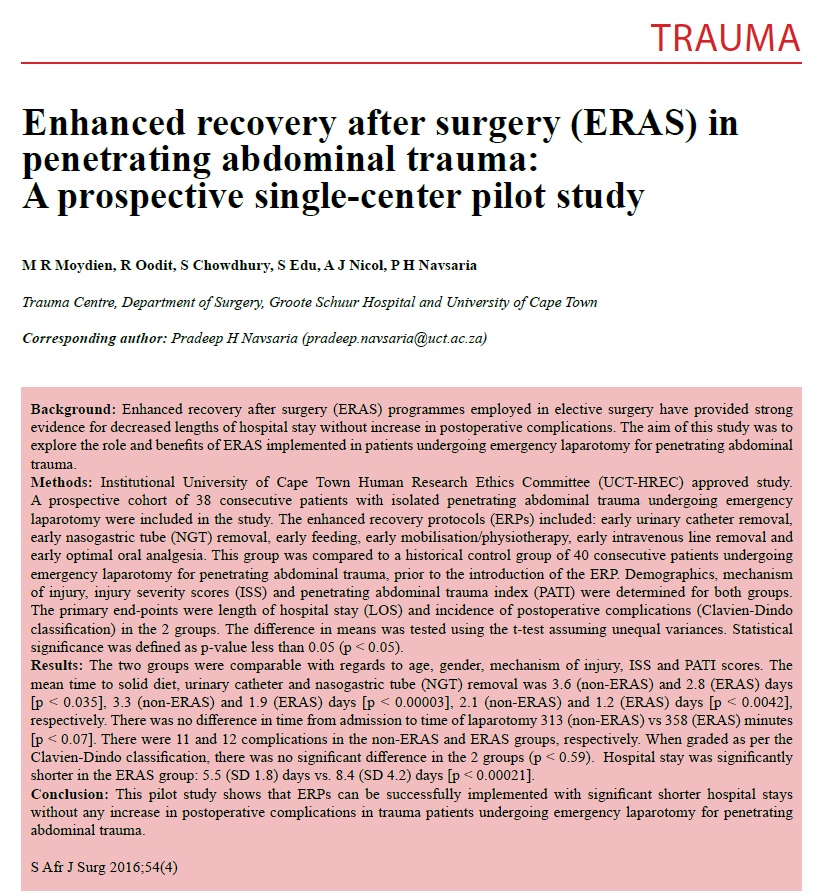 TRAUMA
Enhanced recovery after surgery (ERAS) in
penetrating abdominal trauma:
A prospective single-center pilot study
M R Moydien, R Oodit, S Chowdhury, S Edu, A J Nicol, P H Navsaria
Trauma Centre, Department of Surgery, Groote Schuur Hospital and University of Cape Town
Corresponding author: Pradeep H Navsaria (pradeep.navsaria@uct.ac.za)
Background: Enhanced recovery after surgery (ERAS) programmes employed in elective surgery have provided strong
evidence for decreased lengths of hospital stay without increase in postoperative complications. The aim of this study was to
explore the role and benefits of ERAS implemented in patients undergoing emergency laparotomy for penetrating abdominal
trauma.
Methods: Institutional University of Cape Town Human Research Ethics Committee (UCT-HREC) approved study.
A prospective cohort of 38 consecutive patients with isolated penetrating abdominal trauma undergoing emergency
laparotomy were included in the study. The enhanced recovery protocols (ERPs) included: early urinary catheter removal,
early nasogastric tube (NGT) removal, early feeding, early mobilisation/physiotherapy, early intravenous line removal and
early optimal oral analgesia. This group was compared to a historical control group of 40 consecutive patients undergoing
emergency laparotomy for penetrating abdominal trauma, prior to the introduction of the ERP. Demographics, mechanism
of injury, injury severity scores (ISS) and penetrating abdominal trauma index (PATI) were determined for both groups.
The primary end-points were length of hospital stay (LOS) and incidence of postoperative complications (Clavien-Dindo
classification) in the 2 groups. The difference in means was tested using the t-test assuming unequal variances. Statistical
significance was defined as p-value less than 0.05 (p < 0.05).
Results: The two groups were comparable with regards to age, gender, mechanism of injury, ISS and PATI scores. The
mean time to solid diet, urinary catheter and nasogastric tube (NGT) removal was 3.6 (non-ERAS) and 2.8 (ERAS) days
[p < 0.035], 3.3 (non-ERAS) and 1.9 (ERAS) days [p < 0.00003], 2.1 (non-ERAS) and 1.2 (ERAS) days [p < 0.0042],
respectively. There was no difference in time from admission to time of laparotomy 313 (non-ERAS) vs 358 (ERAS) minutes
[p < 0.07]. There were 11 and 12 complications in the non-ERAS and ERAS groups, respectively. When graded as per the
Clavien-Dindo classification, there was no significant difference in the 2 groups (p < 0.59). Hospital stay was significantly
shorter in the ERAS group: 5.5 (SD 1.8) days vs. 8.4 (SD 4.2) days [p < 0.00021].
Conclusion: This pilot study shows that ERPs can be successfully implemented with significant shorter hospital stays
without any increase in postoperative complications in trauma patients undergoing emergency laparotomy for penetrating
abdominal trauma.
S Afr J Surg 2016;54(4)